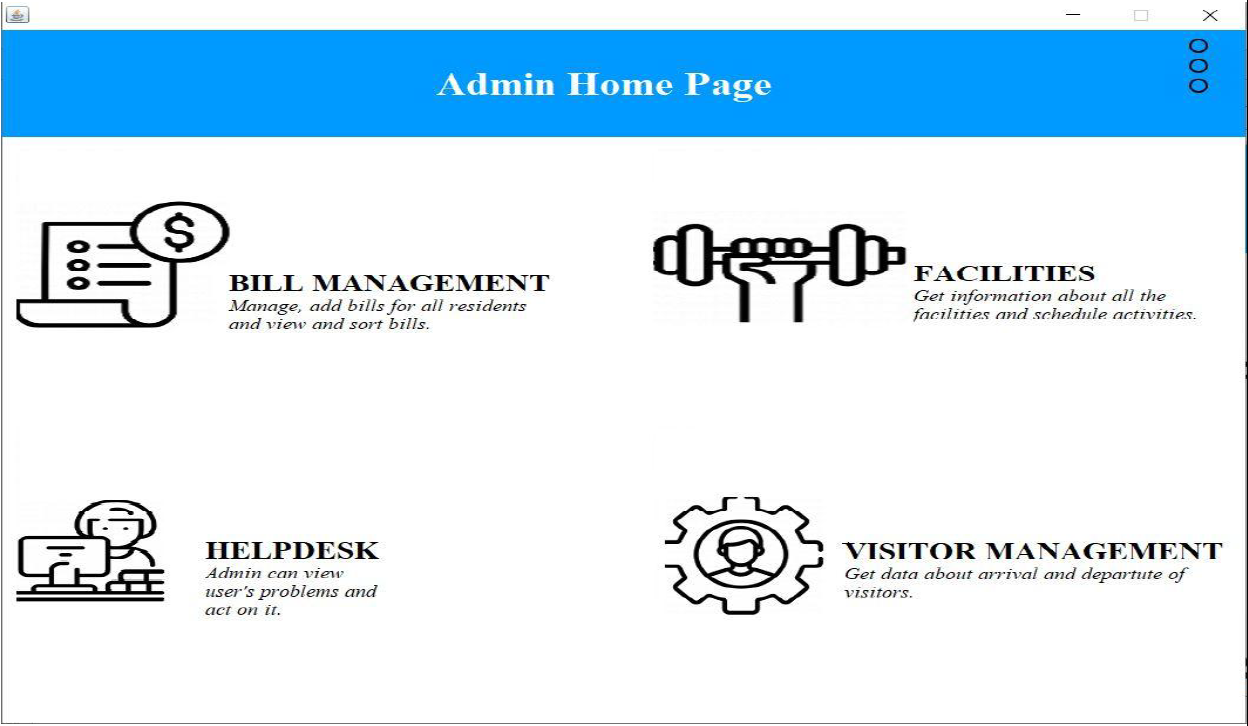 Admin Home Page
$
BILL MANAGEMENT
Manage, add bills for all residents
and view and sort bills.
FACILITIES
Get information about all the
facilities and schedule activities.
HELPDESK
Admin can view
user's problems and
act on it.
VISITOR MANAGEMENT
Get data about arrival and departute of
visitors.